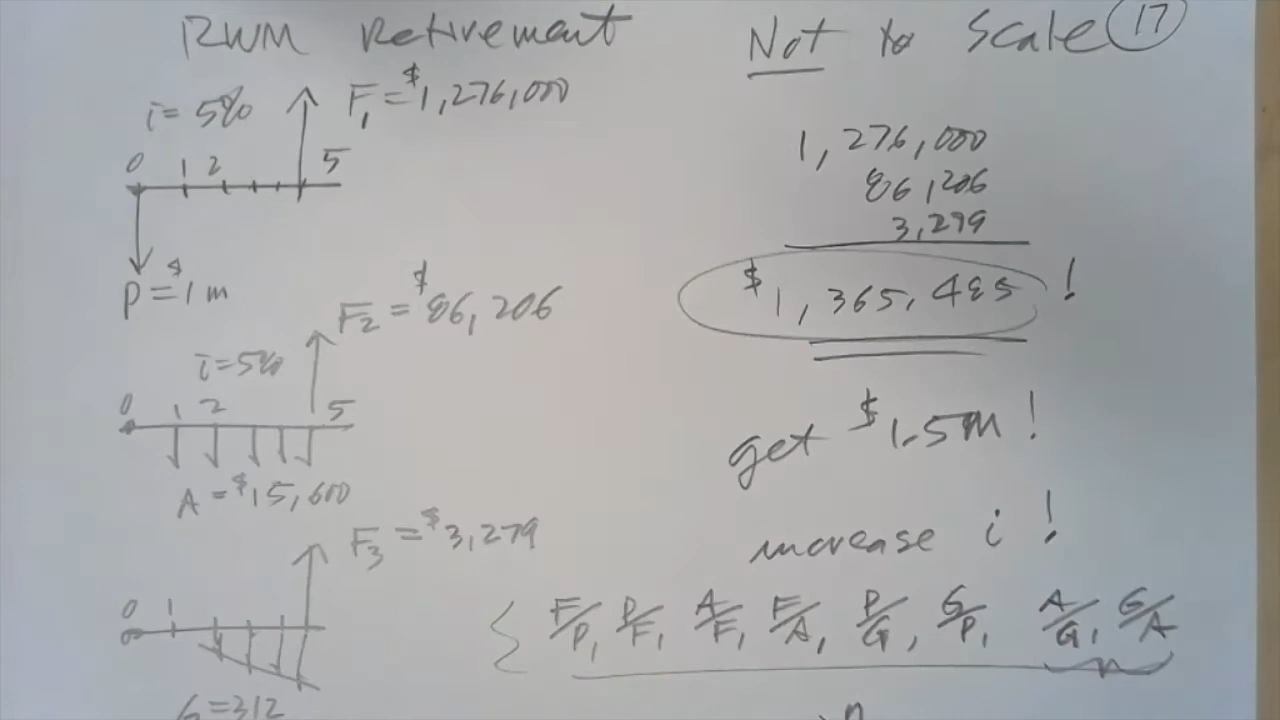 RWM Retirement
Not to Scale 17
i=5%
F₁ = $1,276,000
0 1 2 5
P = $1m
1,276,000
86,206
3,299
$1,365,485 !
F₂ = $86,206
i=5%
0 1 2 5
A = $15,600
get $1.5m!
F₃ = $3,279
increase i!
0 1
{ F/P, P/F, A/F, F/A, P/G, G/P, A/G, G/A
G=312
n